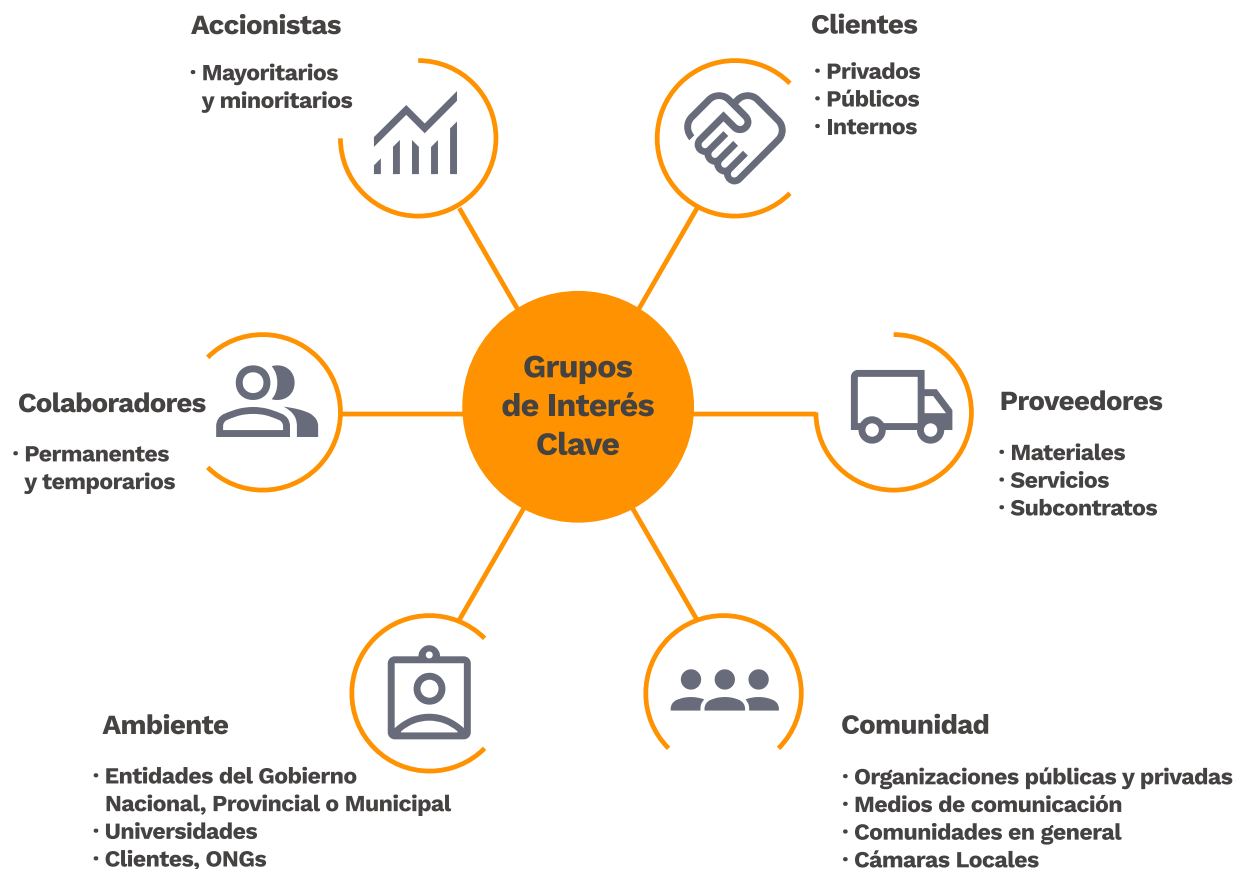 Accionistas
· Mayoritarios
y minoritarios
Clientes
· Privados
· Públicos
· Internos
Grupos
de Interés
Clave
Colaboradores
· Permanentes
y temporarios
Proveedores
· Materiales
· Servicios
· Subcontratos
Ambiente
· Entidades del Gobierno
Nacional, Provincial o Municipal
· Universidades
· Clientes, ONGs
Comunidad
· Organizaciones públicas y privadas
· Medios de comunicación
· Comunidades en general
· Cámaras Locales